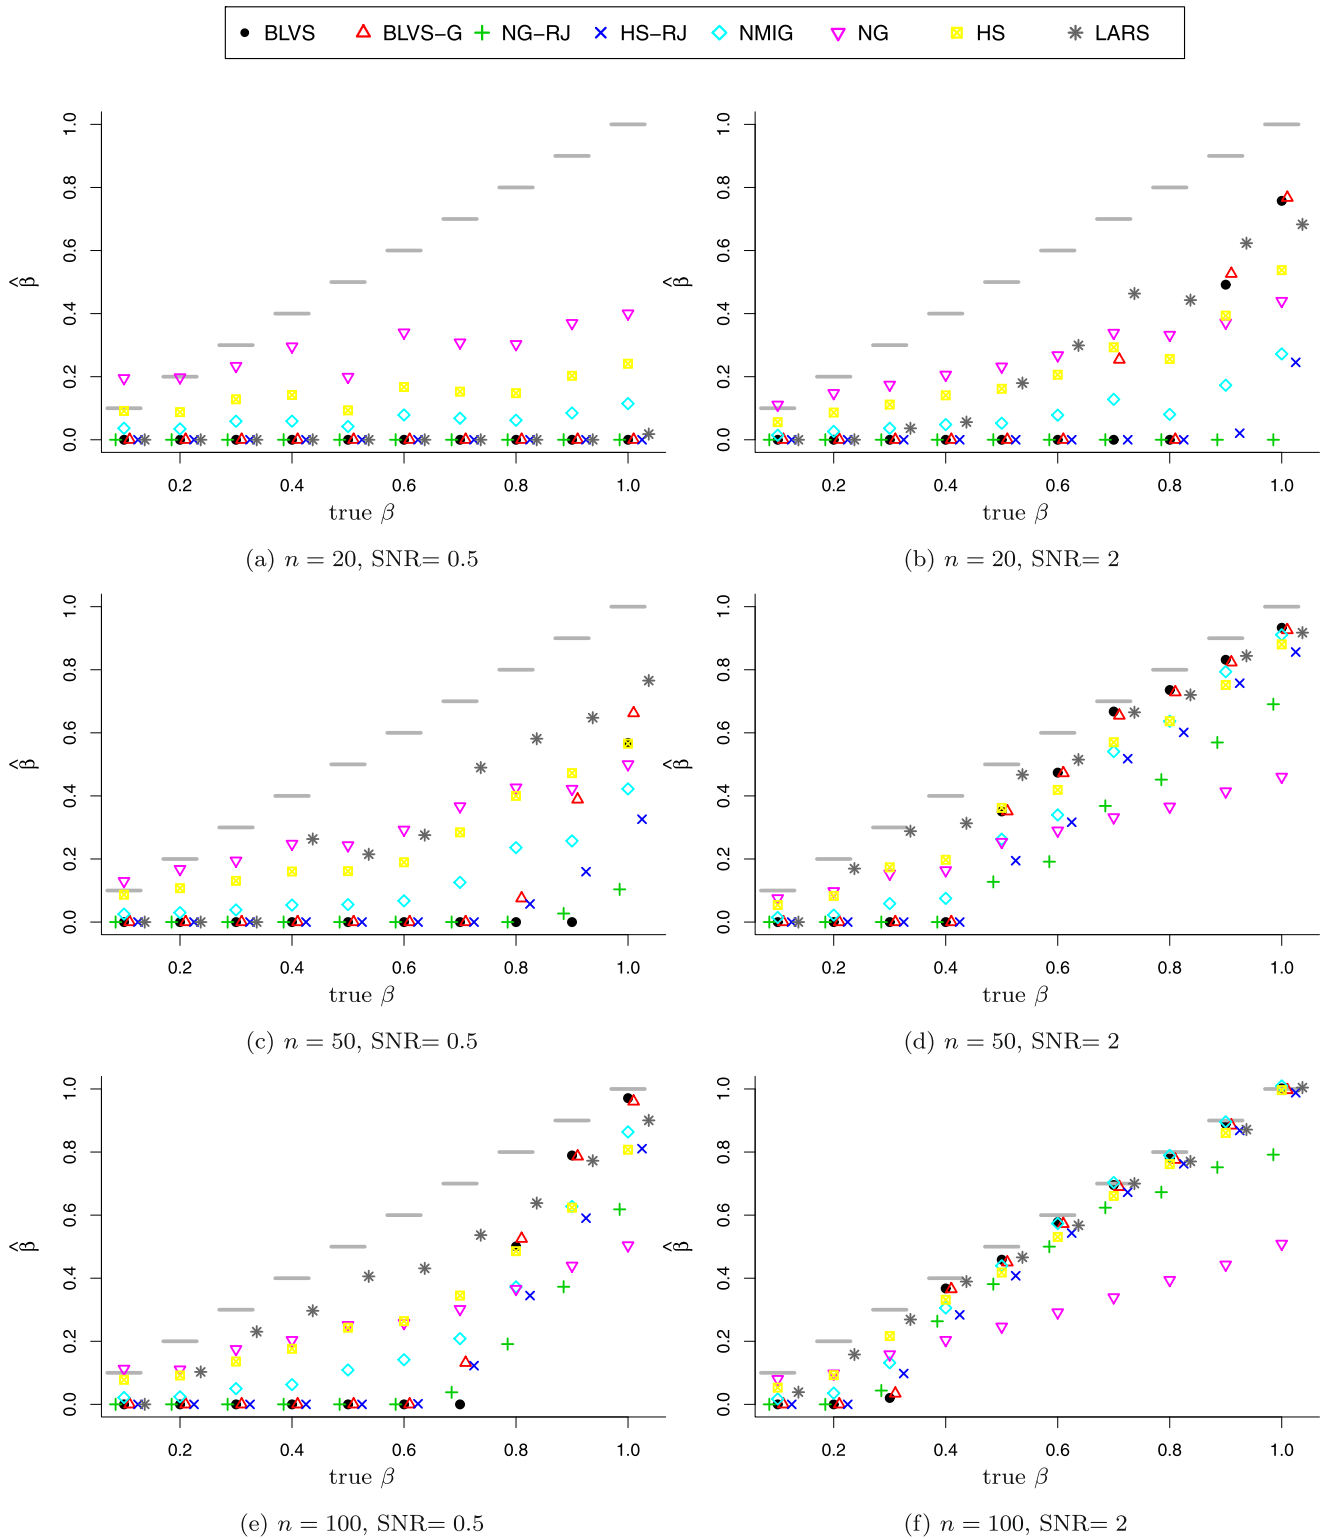 BLVS BLVS−G NG−RJ HS−RJ NMIG NG HS LARS
1.0
0.8
0.6
0.4
0.2
0.0
β̂
0.2 0.4 0.6 0.8 1.0
true β
(a) n = 20, SNR= 0.5
1.0
0.8
0.6
0.4
0.2
0.0
β̂
0.2 0.4 0.6 0.8 1.0
true β
(b) n = 20, SNR= 2
1.0
0.8
0.6
0.4
0.2
0.0
β̂
0.2 0.4 0.6 0.8 1.0
true β
(c) n = 50, SNR= 0.5
1.0
0.8
0.6
0.4
0.2
0.0
β̂
0.2 0.4 0.6 0.8 1.0
true β
(d) n = 50, SNR= 2
1.0
0.8
0.6
0.4
0.2
0.0
β̂
0.2 0.4 0.6 0.8 1.0
true β
(e) n = 100, SNR= 0.5
1.0
0.8
0.6
0.4
0.2
0.0
β̂
0.2 0.4 0.6 0.8 1.0
true β
(f) n = 100, SNR= 2